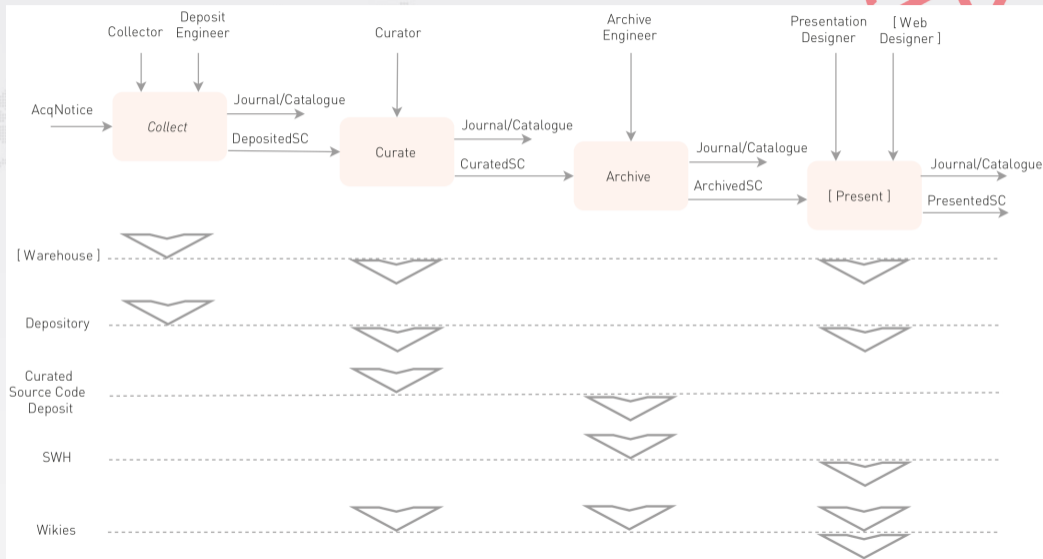 Collector
Deposit
Engineer
Curator
Archive
Engineer
Presentation
Designer
[ Web
Designer ]
AcqNotice
Collect
Journal/Catalogue
DepositedSC
Curate
Journal/Catalogue
CuratedSC
Archive
Journal/Catalogue
ArchivedSC
[ Present ]
Journal/Catalogue
PresentedSC
[ Warehouse ]
Depository
Curated
Source Code
Deposit
SWH
Wikies